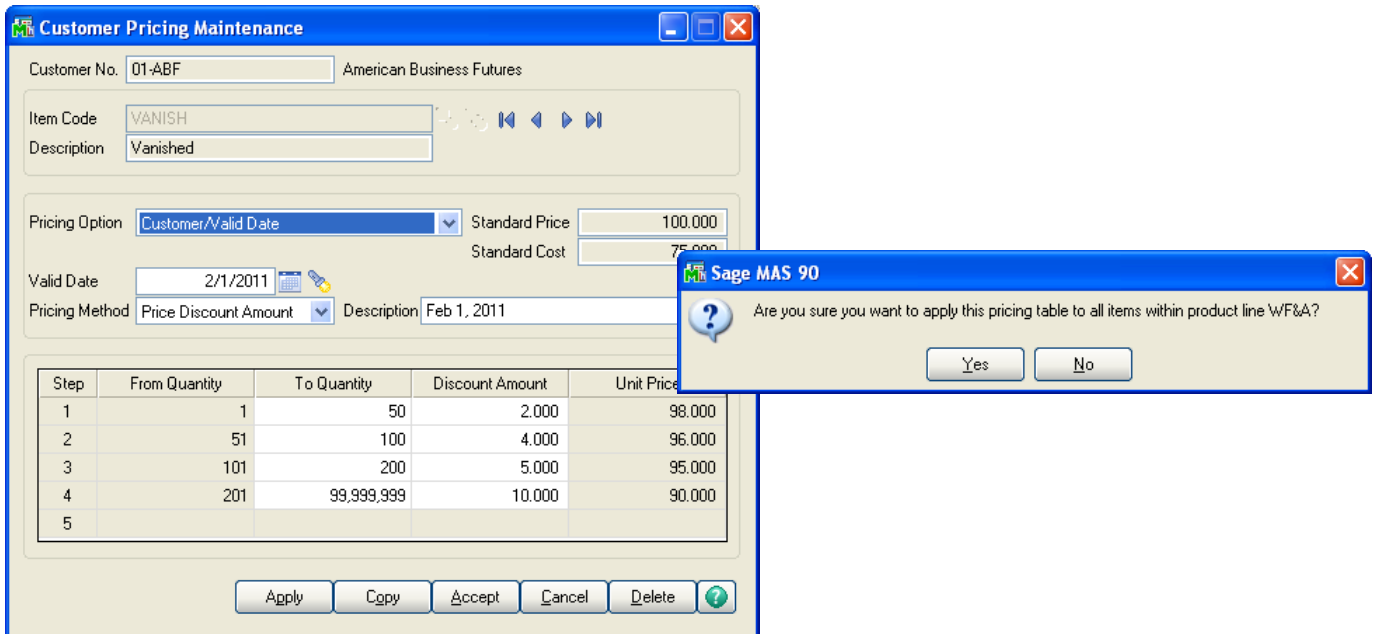 Customer Pricing Maintenance
Customer No. 01-ABF American Business Futures
Item Code VANISH
Description Vanished
Pricing Option Customer/Valid Date Standard Price 100.000
Standard Cost 75.000
Valid Date 2/1/2011
Pricing Method Price Discount Amount Description Feb 1, 2011
Step From Quantity To Quantity Discount Amount Unit Price
1 1 50 2.000 98.000
2 51 100 4.000 96.000
3 101 200 5.000 95.000
4 201 99,999,999 10.000 90.000
5
Apply Copy Accept Cancel Delete
Sage MAS 90
Are you sure you want to apply this pricing table to all items within product line WF&A?
Yes No